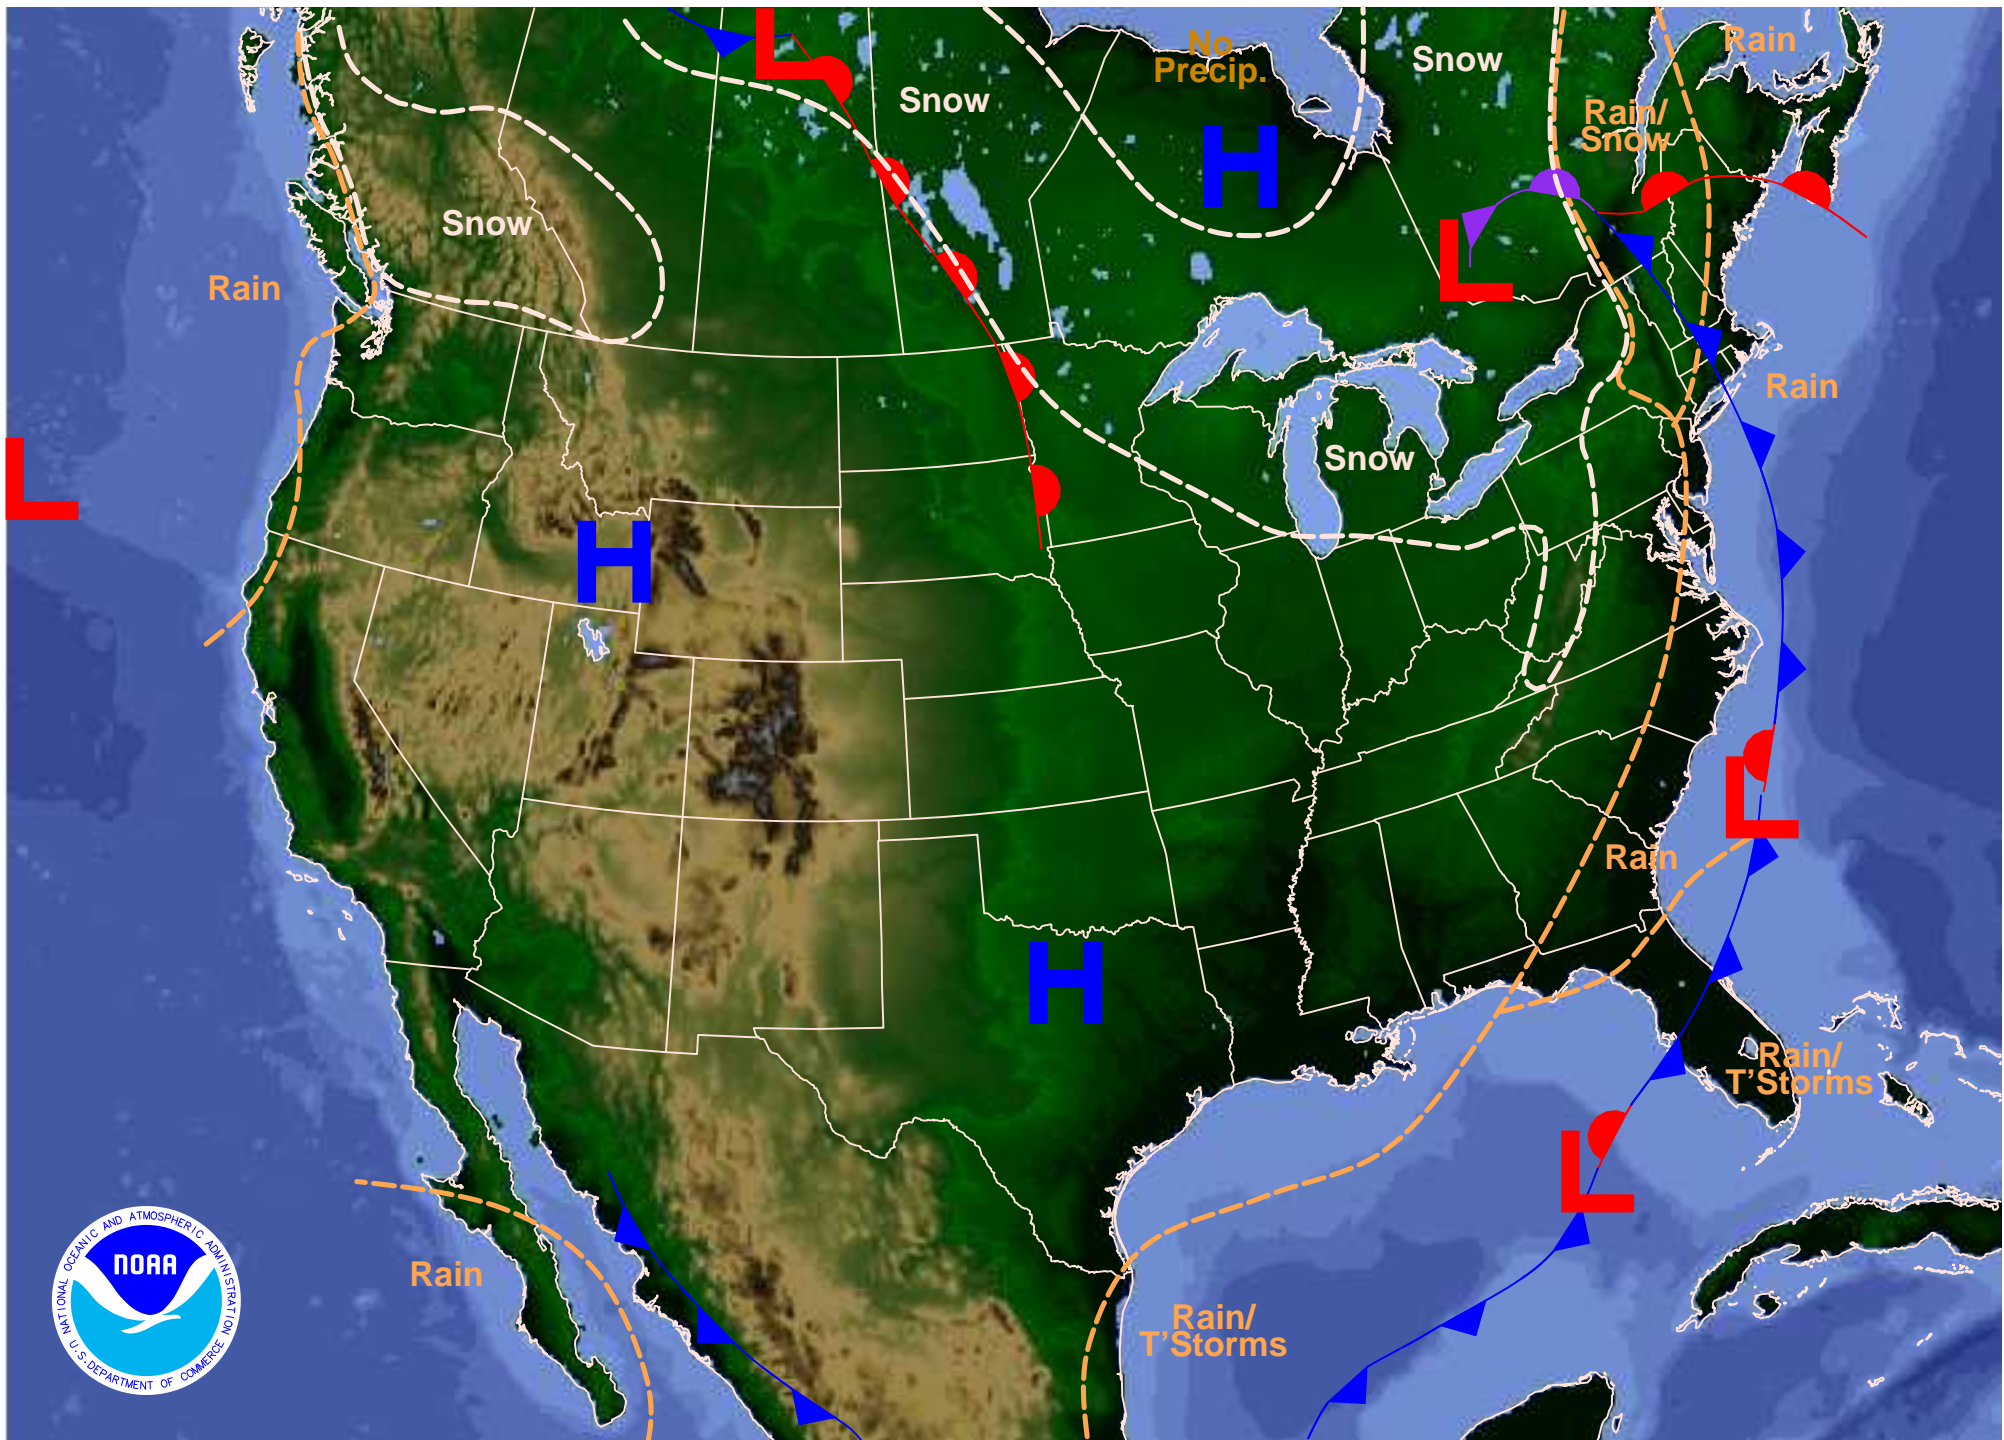 No
Precip.
Snow
Rain
Snow
Rain/
Snow
Snow
Rain
Rain
Snow
L
L
L
L
L
L
H
H
H
Rain
Rain/
T'Storms
Rain
Rain/
T'Storms
NATIONAL OCEANIC AND ATMOSPHERIC ADMINISTRATION
NOAA
U.S. DEPARTMENT OF COMMERCE